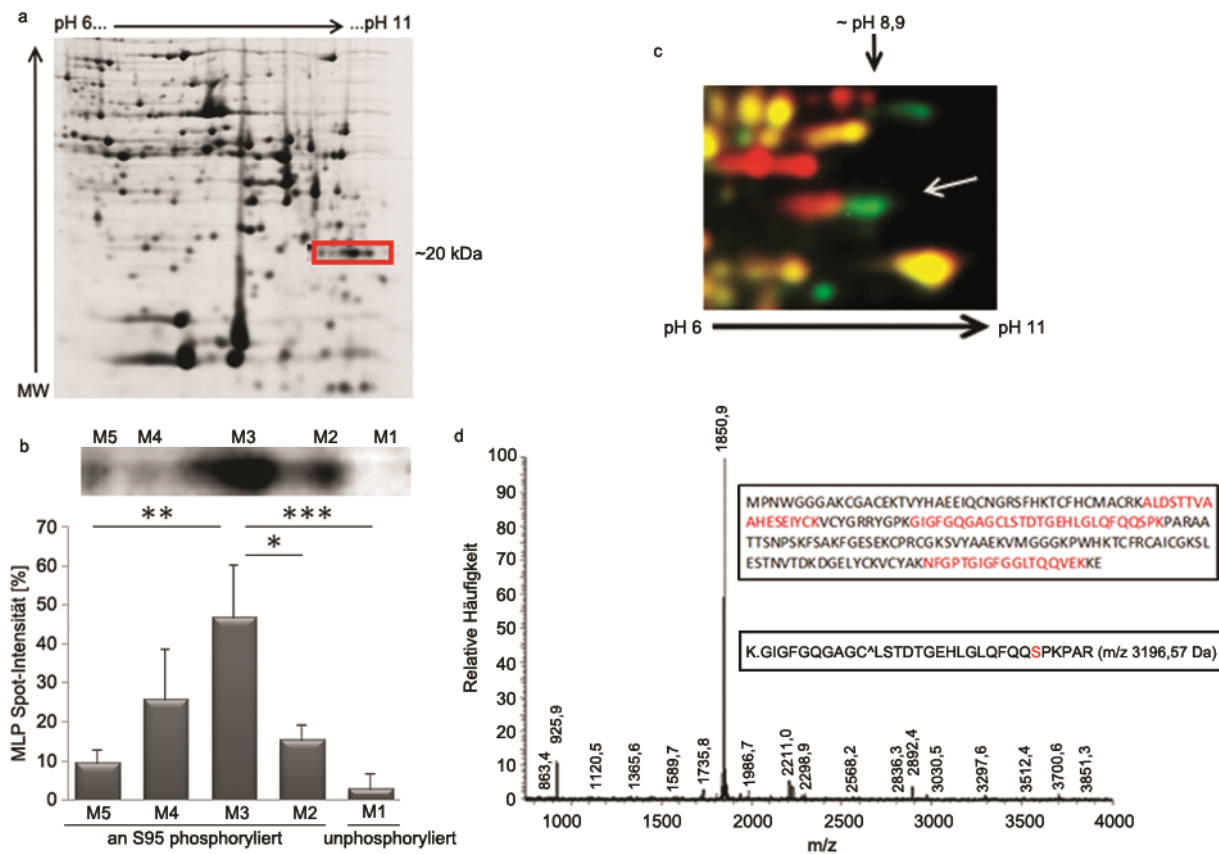 a
pH 6...
...pH 11
MW
~20 kDa
c
~ pH 8,9
pH 6
pH 11
b
M5 M4 M3 M2 M1
** *** *
MLP Spot-Intensität [%]
70
60
50
40
30
20
10
0
M5 M4 M3 M2 M1
an S95 phosphoryliert unphosphoryliert
d
Relative Häufigkeit
100
90
80
70
60
50
40
30
20
10
0
863,4
925,9
1120,5
1365,6
1589,7
1735,8
1850,9
1986,7
2211,0
2298,9
2568,2
2836,3
2892,4
3030,5
3297,6
3512,4
3700,6
3851,3
1000 1500 2000 2500 3000 3500 4000
m/z
MPNWGGGAKCGACEKTVYHAEEIQCNGRSFHKTCFHCMACRKALDSTTVA
AHESEIYCKVCYGRRYGPKGIGFGQGAGCLSTDTGEHLGLQFQQSPKPARAA
TTSNPSKFSAKFGESEKCPRCGKSVYAAEKVMGGGKPWHKTCFRCAICGKSL
ESTNVTDKDGELYCKVCYAKNFGPTGIGFGGLTQQVEKKE
K.GIGFGQGAGC^LSTDTGEHLGLQFQQSPKPAR (m/z 3196,57 Da)